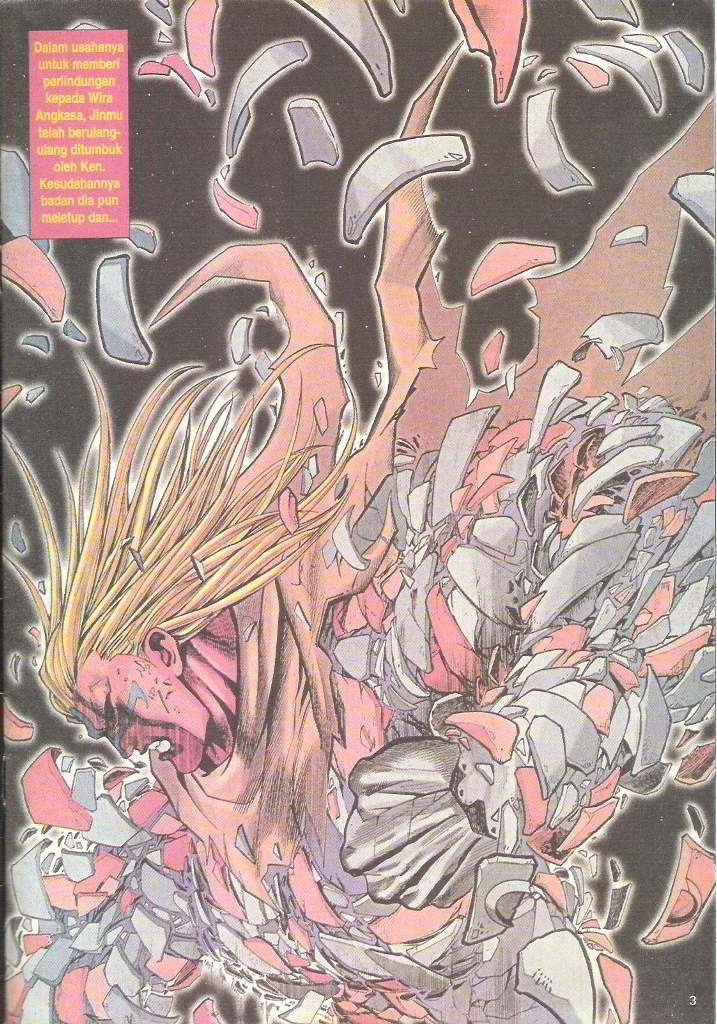 Dalam usahanya
untuk memberi
perlindungan
kepada Wira
Angkasa, Jinmu
telah berulang-
ulang ditumbuk
oleh Ken.
Kesudahannya
badan dia pun
meletup dan...
3